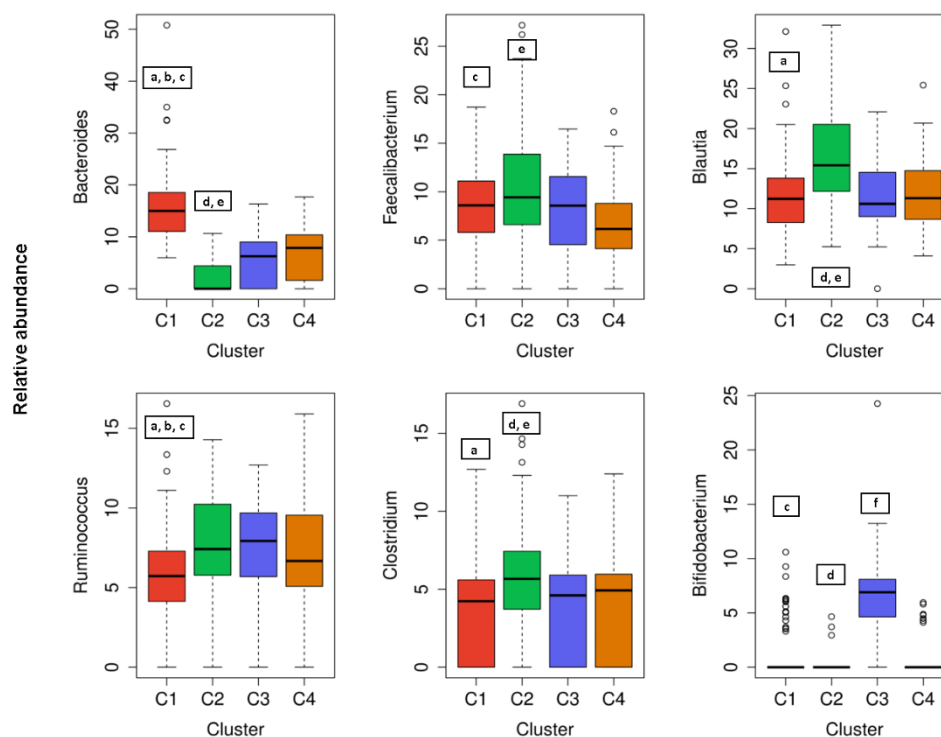 Relative abundance
Bacteroides
50
40
30
20
10
0
a, b, c
d, e
C1 C2 C3 C4
Cluster
Faecalibacterium
25
20
15
10
5
0
c
e
C1 C2 C3 C4
Cluster
Blautia
30
25
20
15
10
5
0
a
d, e
C1 C2 C3 C4
Cluster
Ruminococcus
15
10
5
0
a, b, c
C1 C2 C3 C4
Cluster
Clostridium
15
10
5
0
a
d, e
C1 C2 C3 C4
Cluster
Bifidobacterium
25
20
15
10
5
0
c
d
f
C1 C2 C3 C4
Cluster